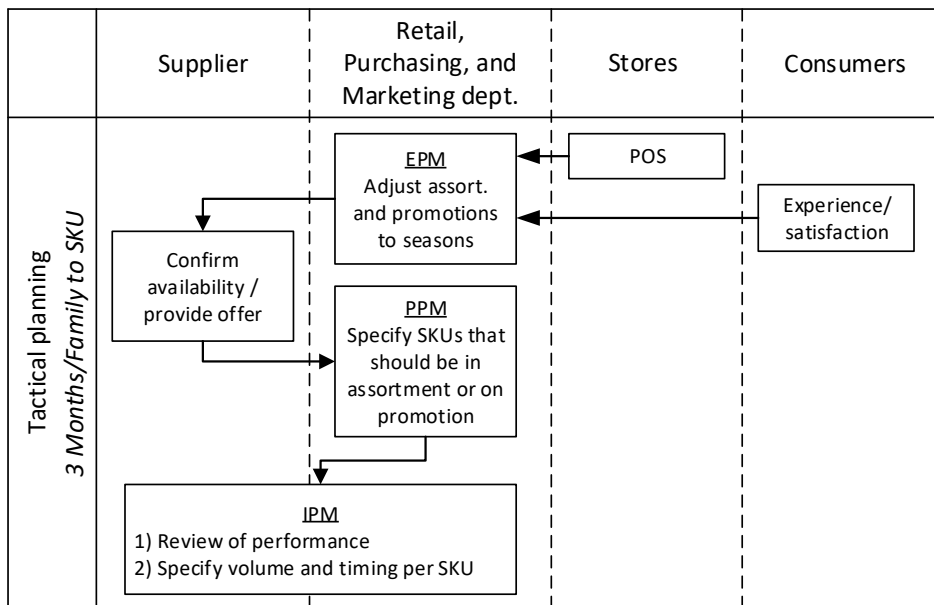 Supplier
Retail,
Purchasing, and
Marketing dept.
Stores
Consumers
Tactical planning
3 Months/Family to SKU
EPM
Adjust assort.
and promotions
to seasons
POS
Experience/
satisfaction
Confirm
availability /
provide offer
PPM
Specify SKUs that
should be in
assortment or on
promotion
IPM
1) Review of performance
2) Specify volume and timing per SKU